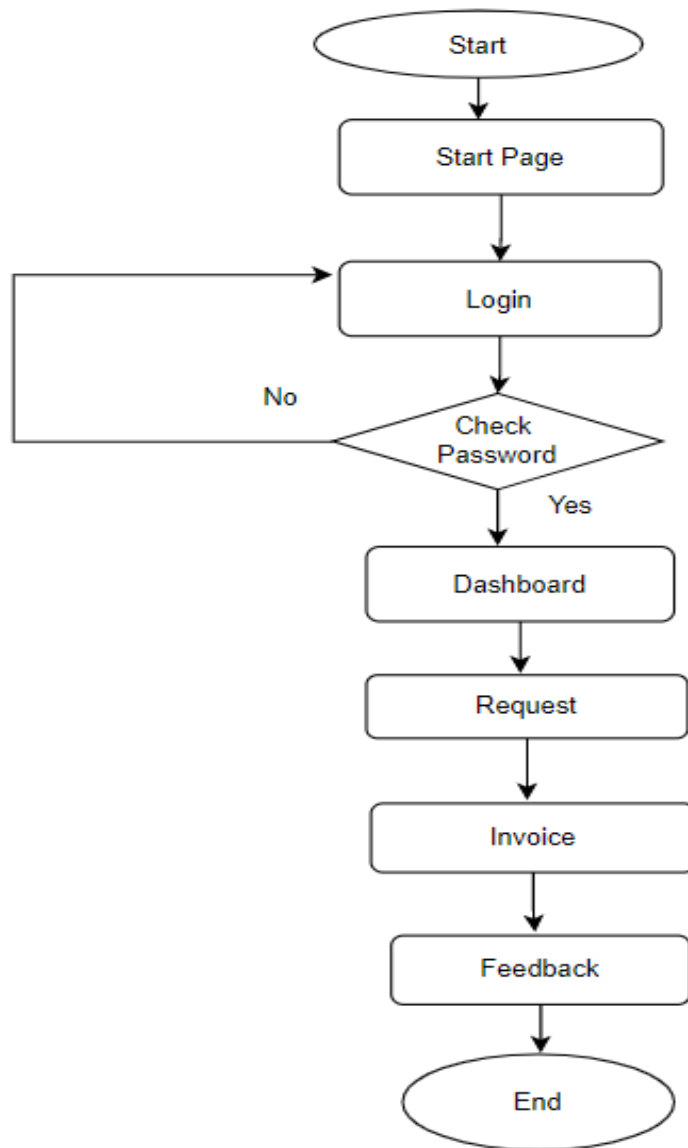 Start
Start Page
Login
No
Check
Password
Yes
Dashboard
Request
Invoice
Feedback
End